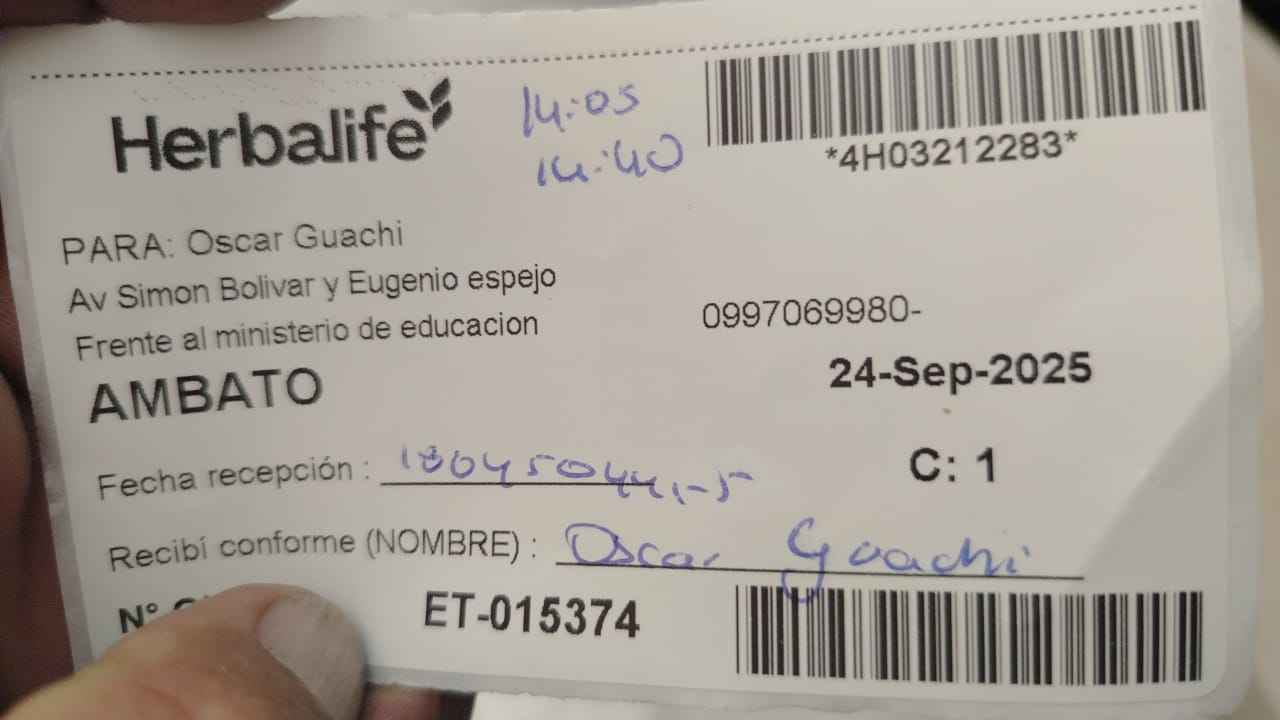 Herbalife
14:05
14:40
*4H03212283*
PARA: Oscar Guachi
Av Simon Bolivar y Eugenio espejo
Frente al ministerio de educacion
0997069980-
AMBATO
24-Sep-2025
Fecha recepción :
C: 1
Recibí conforme (NOMBRE) : Oscar Guachi
N°
ET-015374